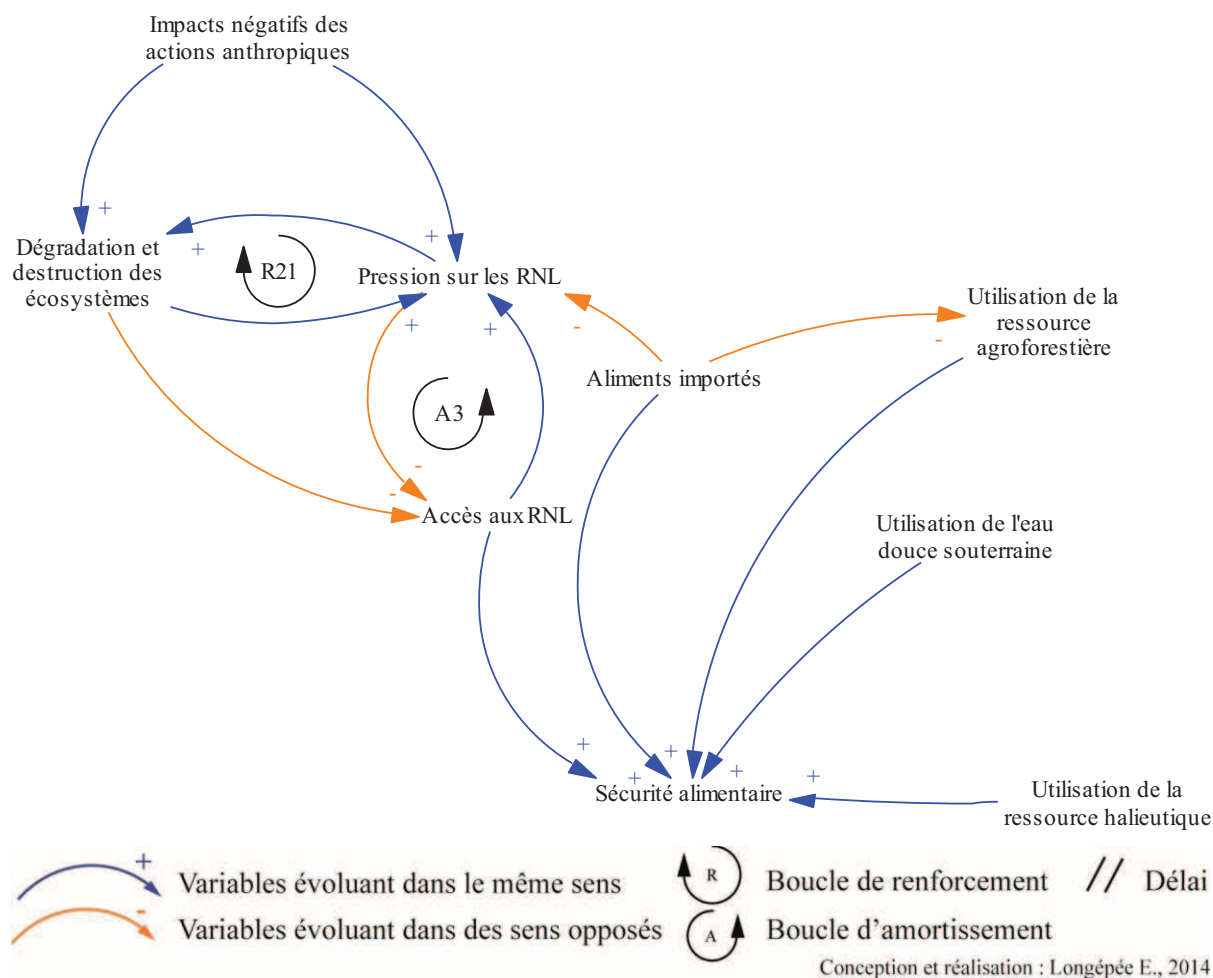 Impacts négatifs des
actions anthropiques
+
Dégradation et
destruction des
écosystèmes
+
R21
+
Pression sur les RNL
+
+
-
Aliments importés
Utilisation de la
ressource
agroforestière
-
A3
-
-
Accès aux RNL
Utilisation de l'eau
douce souterraine
+
+
+
+
+
Sécurité alimentaire
Utilisation de la
ressource halieutique
+
Variables évoluant dans le même sens
-
Variables évoluant dans des sens opposés
R
Boucle de renforcement
A
Boucle d'amortissement
// Délai
Conception et réalisation : Longépée E., 2014